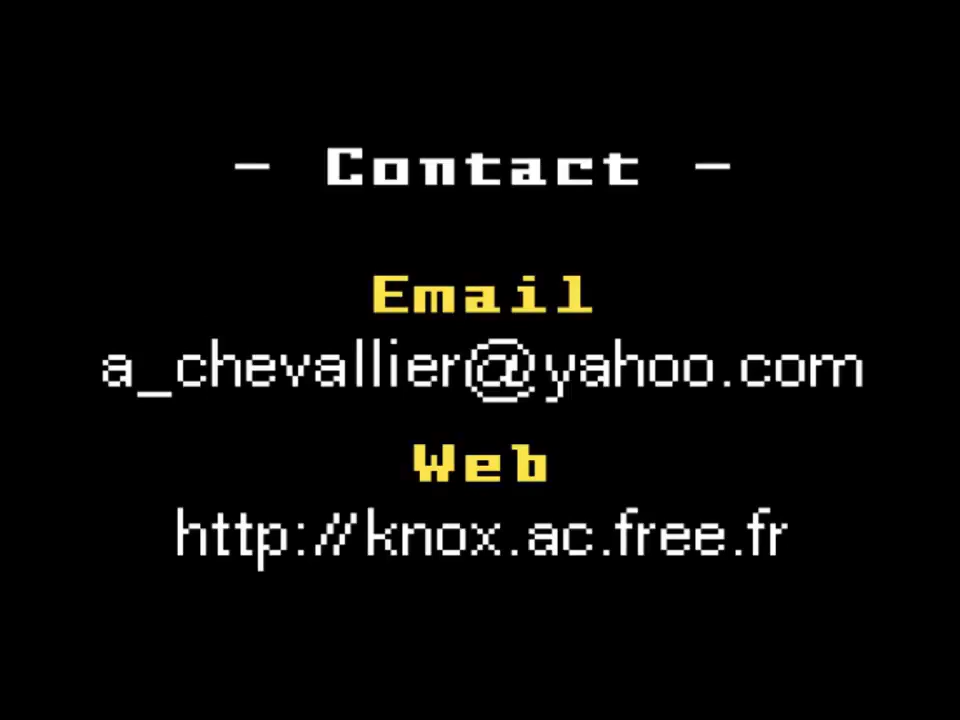 - Contact -
Email
a_chevallier@yahoo.com
Web
http://knox.ac.free.fr